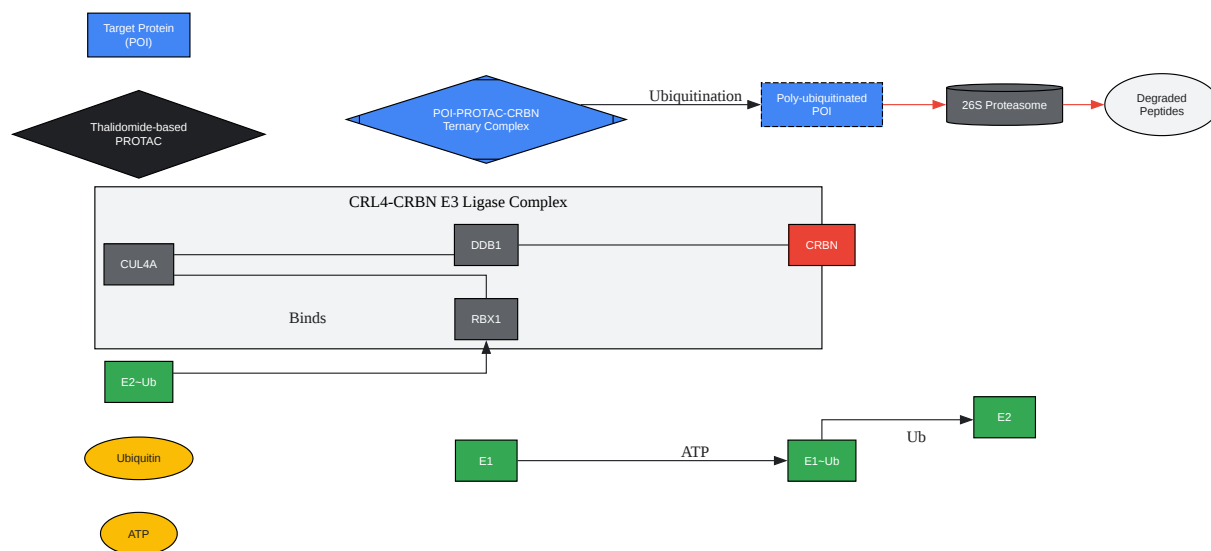 Target Protein
(POI)
Thalidomide-based
PROTAC
POI-PROTAC-CRBN
Ternary Complex
Ubiquitination
Poly-ubiquitinated
POI
26S Proteasome
Degraded
Peptides
CRL4-CRBN E3 Ligase Complex
CUL4A
DDB1
CRBN
Binds
RBX1
E2~Ub
Ubiquitin
ATP
E1
ATP
E1~Ub
Ub
E2